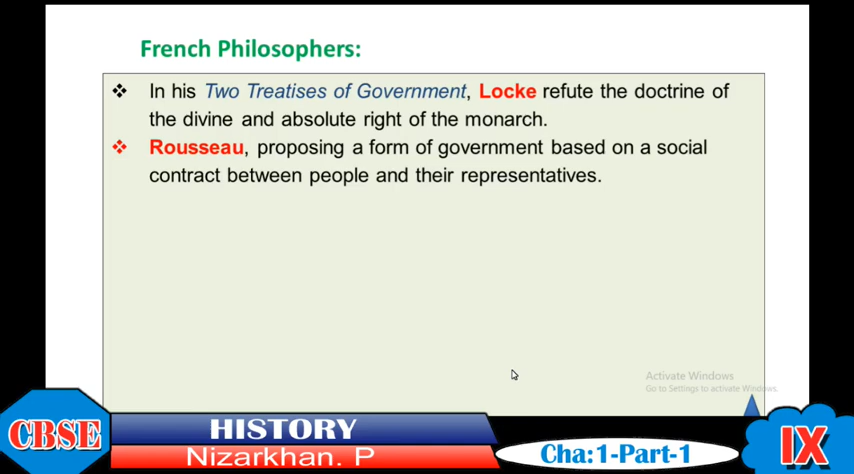 French Philosophers:
❖ In his Two Treatises of Government, Locke refute the doctrine of
the divine and absolute right of the monarch.
❖ Rousseau, proposing a form of government based on a social
contract between people and their representatives.
Activate Windows
Go to Settings to activate Windows.
CBSE
HISTORY
Nizarkhan. P
Cha:1-Part-1
IX